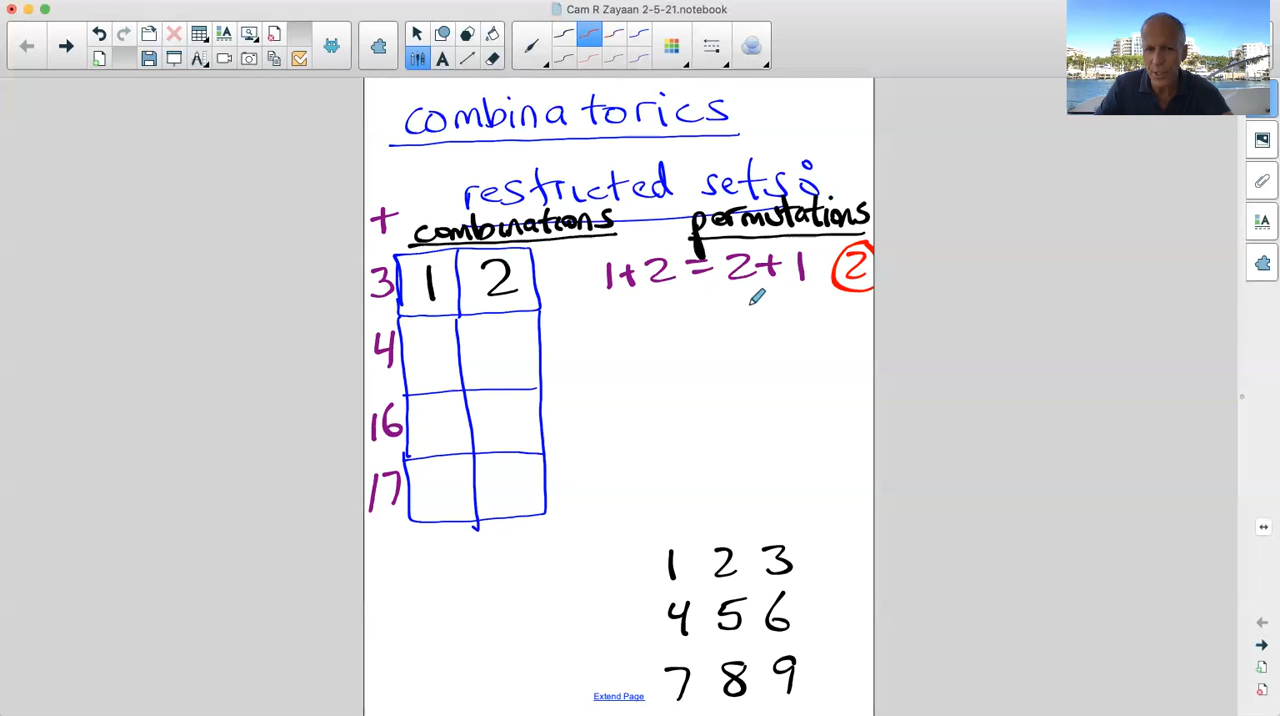 Cam R Zayaan 2-5-21.notebook
combinatorics
restricted sets:
+ combinations permutations
3 1 2 1+2 = 2+1 2
4
16
17
1 2 3
4 5 6
7 8 9
Extend Page